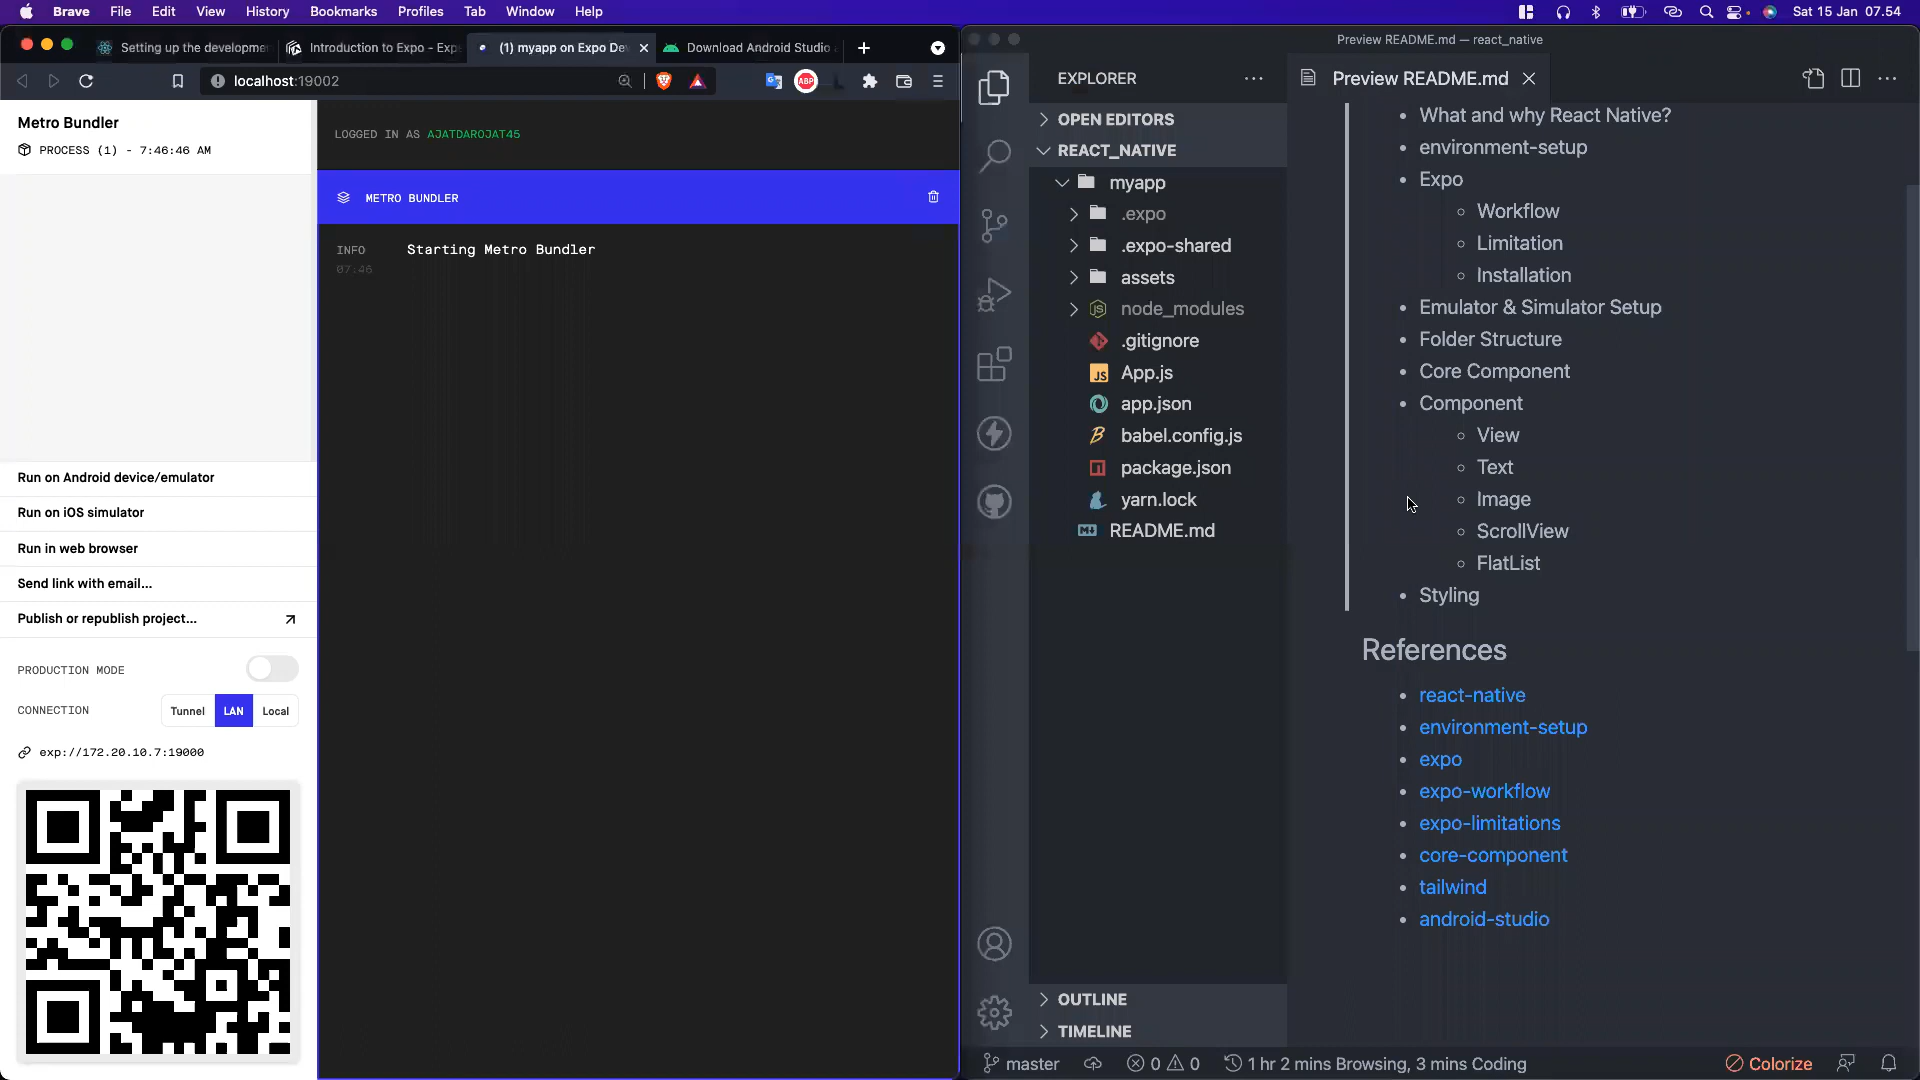 Brave File Edit View History Bookmarks Profiles Tab Window Help
Sat 15 Jan 07.54
Setting up the developmen
Introduction to Expo - Exp
(1) myapp on Expo De
Download Android Studio
localhost:19002
ABP
Metro Bundler
PROCESS (1) - 7:46:46 AM
Run on Android device/emulator
Run on iOS simulator
Run in web browser
Send link with email...
Publish or republish project...
PRODUCTION MODE
CONNECTION
Tunnel LAN Local
exp://172.20.10.7:19000
LOGGED IN AS AJATDAROJAT45
METRO BUNDLER
INFO Starting Metro Bundler
07:46
Preview README.md — react_native
EXPLORER
OPEN EDITORS
REACT_NATIVE
myapp
.expo
.expo-shared
assets
node_modules
.gitignore
JS App.js
app.json
babel.config.js
package.json
yarn.lock
README.md
OUTLINE
TIMELINE
Preview README.md
• What and why React Native?
• environment-setup
• Expo
◦ Workflow
◦ Limitation
◦ Installation
• Emulator & Simulator Setup
• Folder Structure
• Core Component
• Component
◦ View
◦ Text
◦ Image
◦ ScrollView
◦ FlatList
• Styling
References
• react-native
• environment-setup
• expo
• expo-workflow
• expo-limitations
• core-component
• tailwind
• android-studio
master 0 0 1 hr 2 mins Browsing, 3 mins Coding Colorize